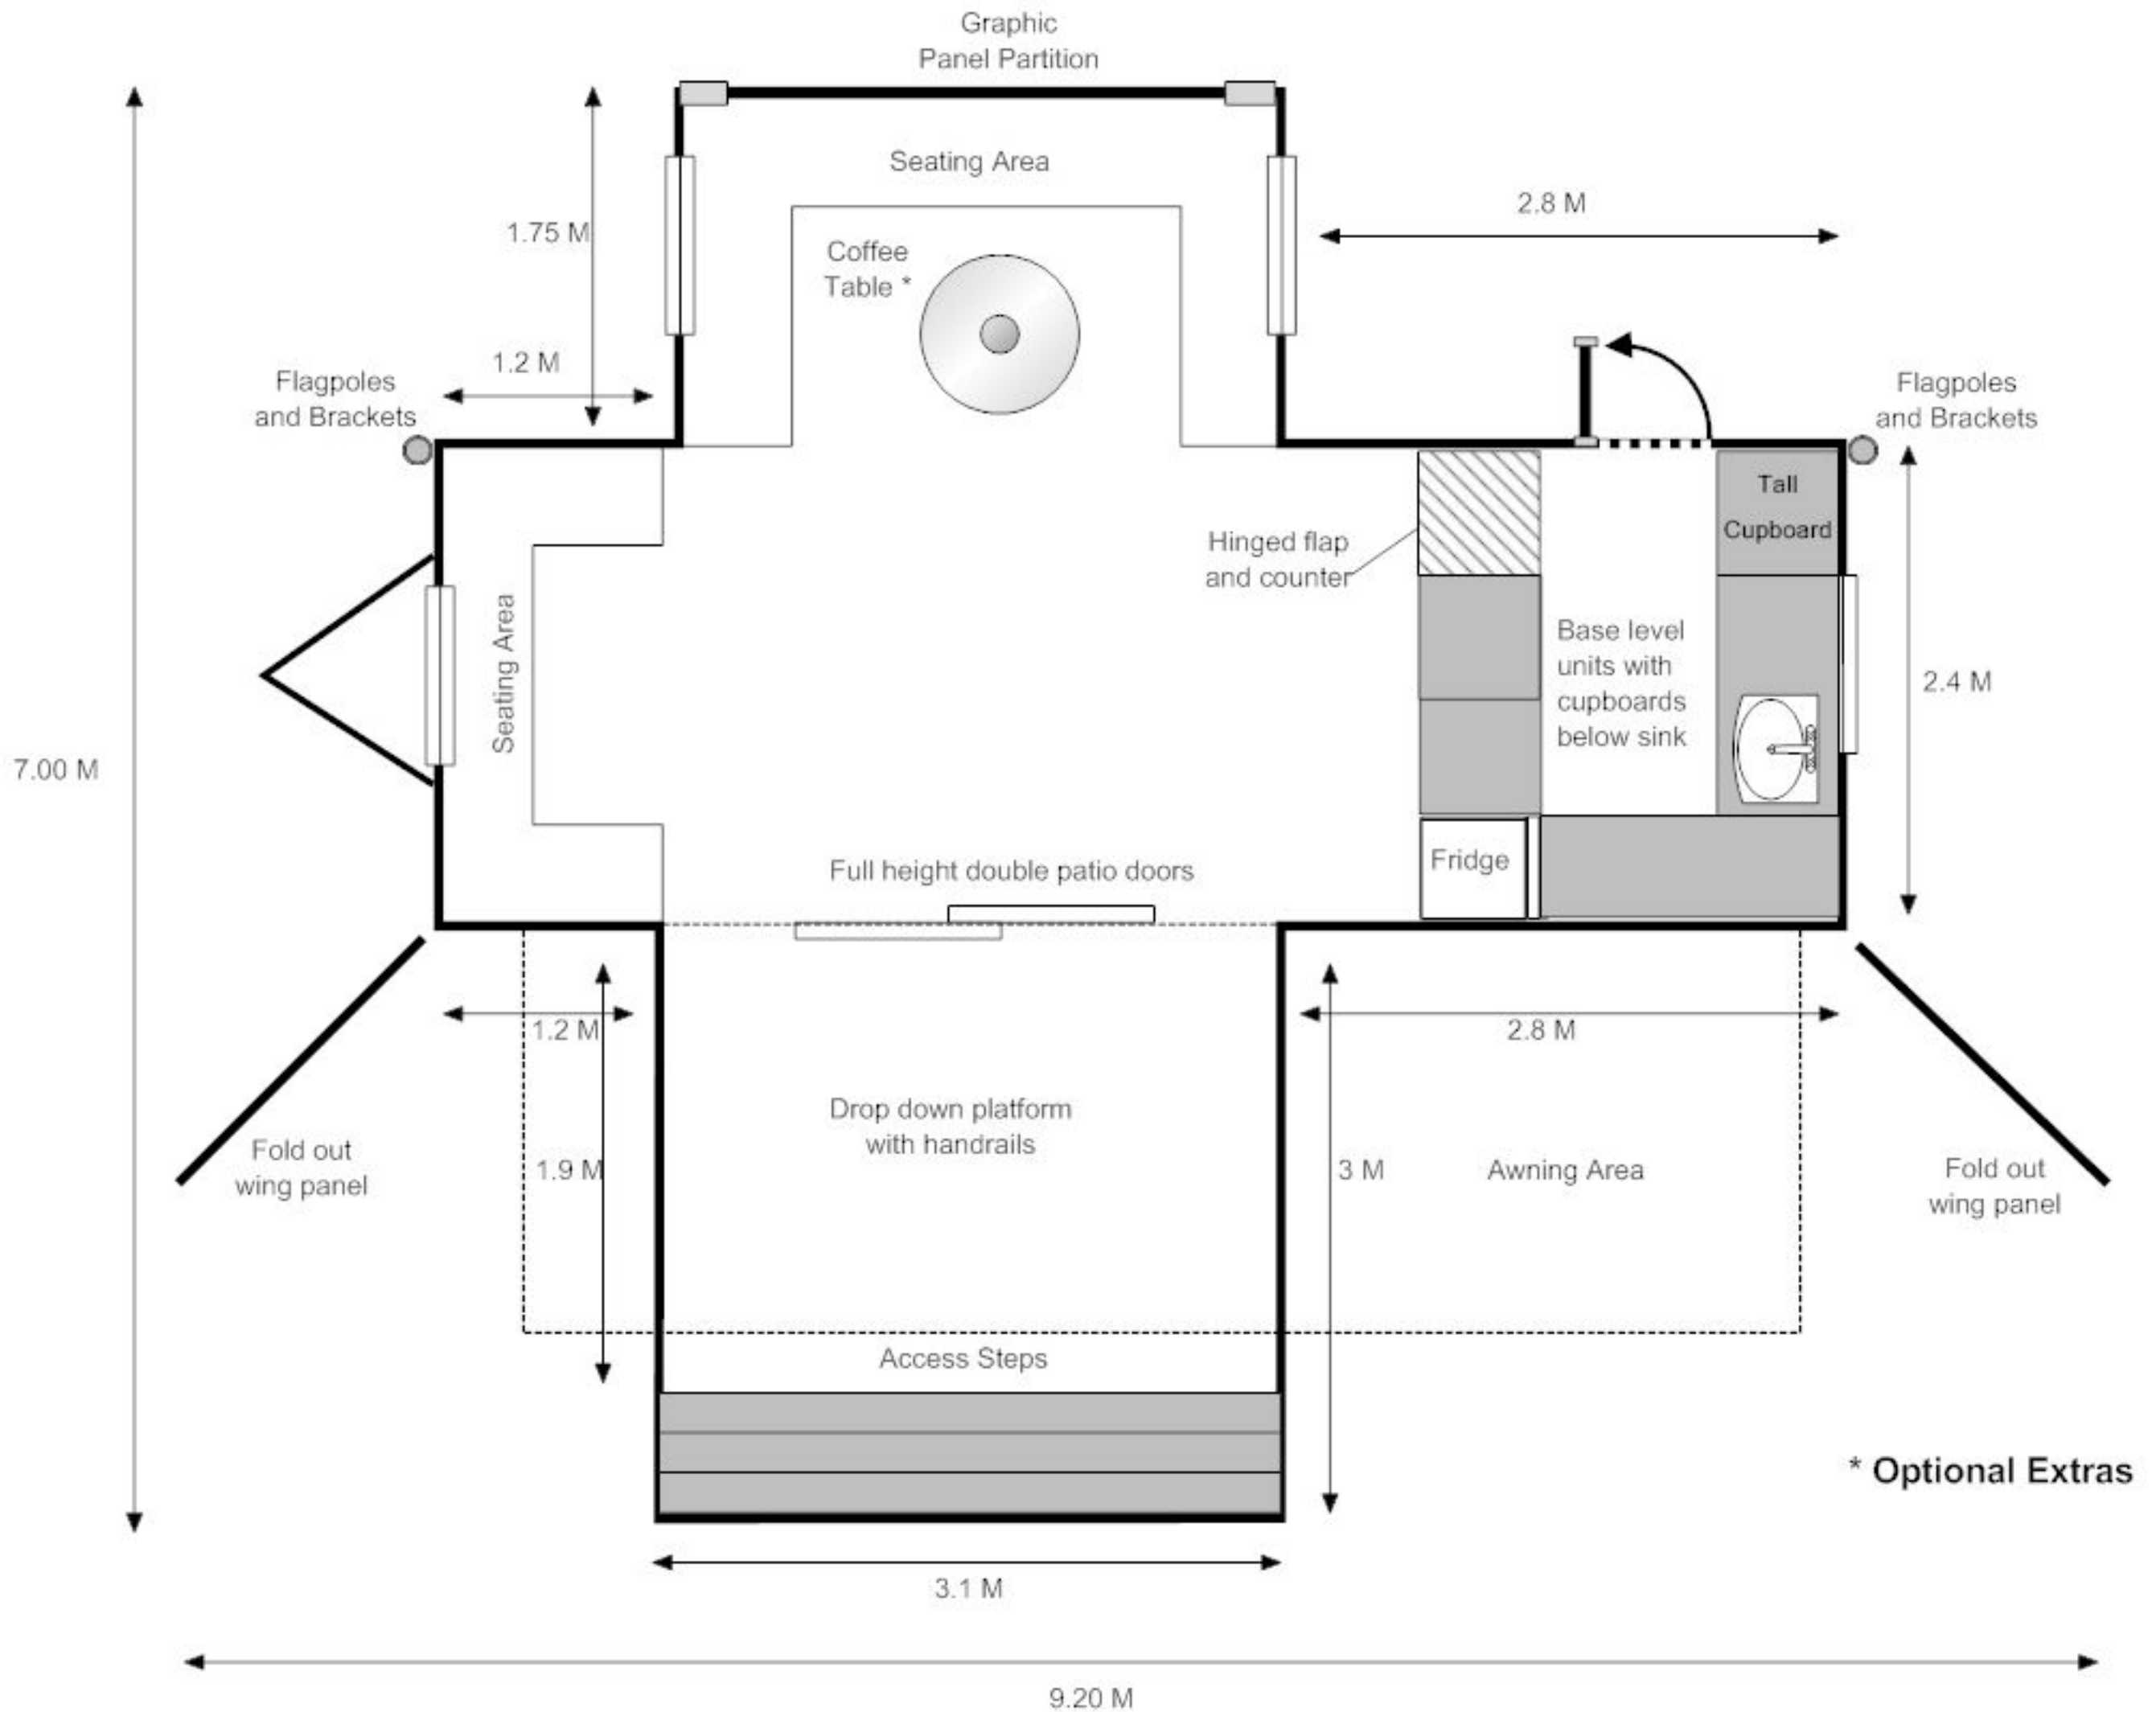 Graphic
Panel Partition
Seating Area
2.8 M
1.75 M
Coffee
Table *
1.2 M
Flagpoles
and Brackets
Flagpoles
and Brackets
Tall
Cupboard
Hinged flap
and counter
Seating Area
Base level
units with
cupboards
below sink
2.4 M
7.00 M
Full height double patio doors
Fridge
1.2 M
2.8 M
Drop down platform
with handrails
Fold out
wing panel
1.9 M
3 M
Awning Area
Fold out
wing panel
Access Steps
* Optional Extras
3.1 M
9.20 M